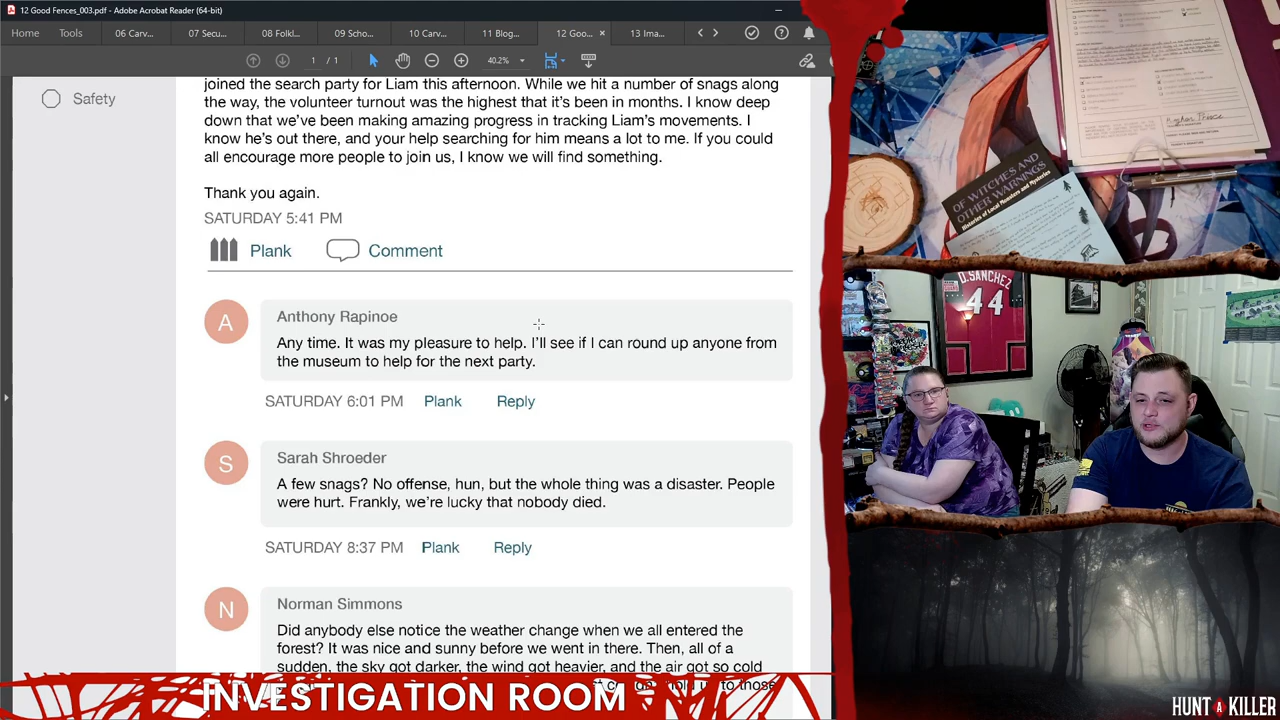 12 Good Fences_003.pdf - Adobe Acrobat Reader (64-bit)
Home Tools 06 Carv... 07 Secu... 08 Folkl... 09 Scho... 10 Carv... 11 Blog... 12 Goo... 13 Ima...
1 / 1 40.2%
Safety
joined the search party for Liam this afternoon. While we hit a number of snags along
the way, the volunteer turnout was the highest that it's been in months. I know deep
down that we've been making amazing progress in tracking Liam's movements. I
know he's out there, and your help searching for him means a lot to me. If you could
all encourage more people to join us, I know we will find something.
Thank you again.
SATURDAY 5:41 PM
Plank Comment
A
Anthony Rapinoe
Any time. It was my pleasure to help. I'll see if I can round up anyone from
the museum to help for the next party.
SATURDAY 6:01 PM Plank Reply
S
Sarah Shroeder
A few snags? No offense, hun, but the whole thing was a disaster. People
were hurt. Frankly, we're lucky that nobody died.
SATURDAY 8:37 PM Plank Reply
N
Norman Simmons
Did anybody else notice the weather change when we all entered the
forest? It was nice and sunny before we went in there. Then, all of a
sudden, the sky got darker, the wind got heavier, and the air got so cold
to those
INVESTIGATION ROOM
OF WITCHES AND
OTHER WARNINGS
Histories of Local Monsters and Mysteries
D.SANCHEZ
44
HUNT A KILLER